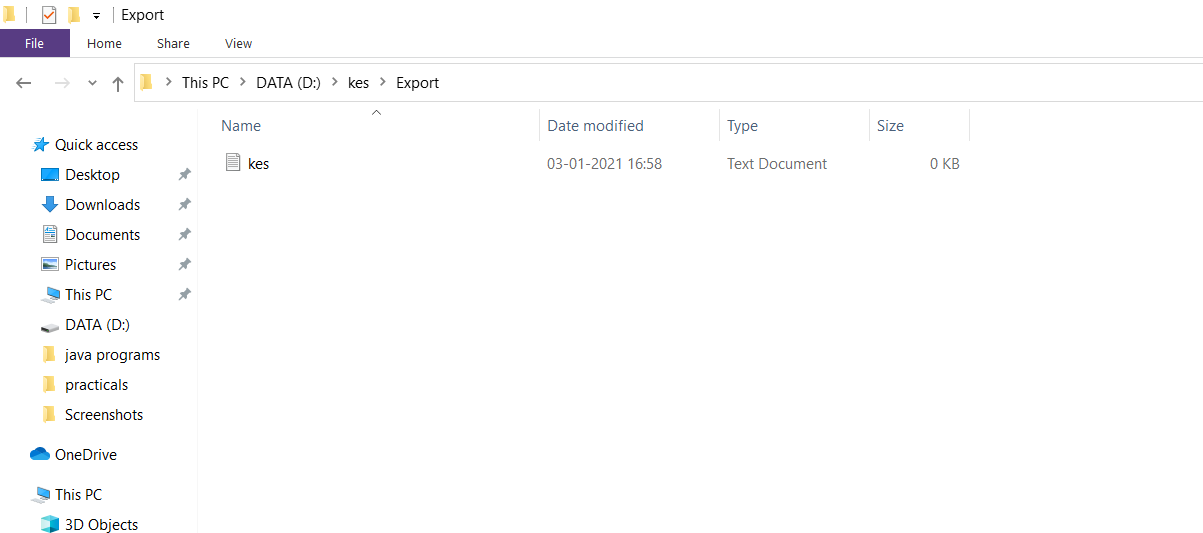 Export
File Home Share View
This PC > DATA (D:) > kes > Export
Name Date modified Type Size
kes 03-01-2021 16:58 Text Document 0 KB
Quick access
Desktop
Downloads
Documents
Pictures
This PC
DATA (D:)
java programs
practicals
Screenshots
OneDrive
This PC
3D Objects